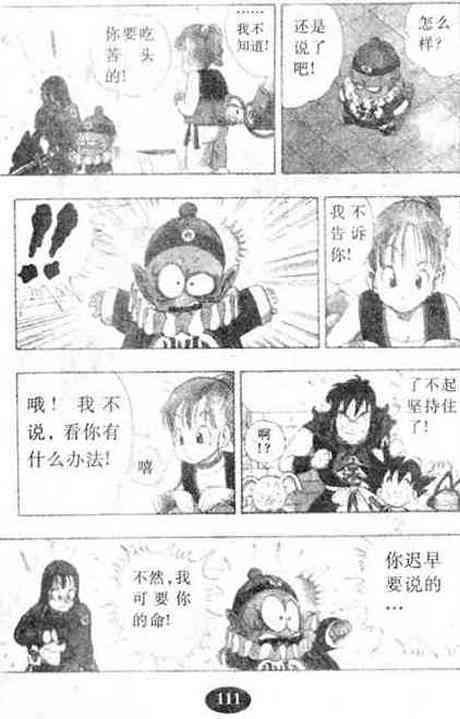 怎么
样?
还是
说了
吧!
……
我不
知道!
你要吃
苦头
的!
我不
告诉
你!
!!
了不起
坚持住
了!
啊
!?
哦! 我不
说,看你有
什么办法!
嘻
你迟早
要说的
…
不然,我
可要你
的命!
111